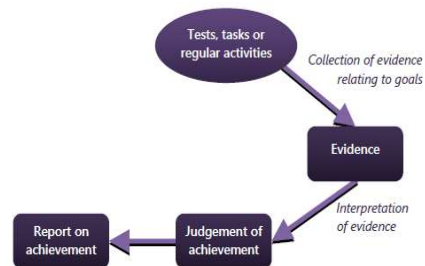 Tests, tasks or
regular activities
Collection of evidence
relating to goals
Evidence
Interpretation
of evidence
Judgement of
achievement
Report on
achievement